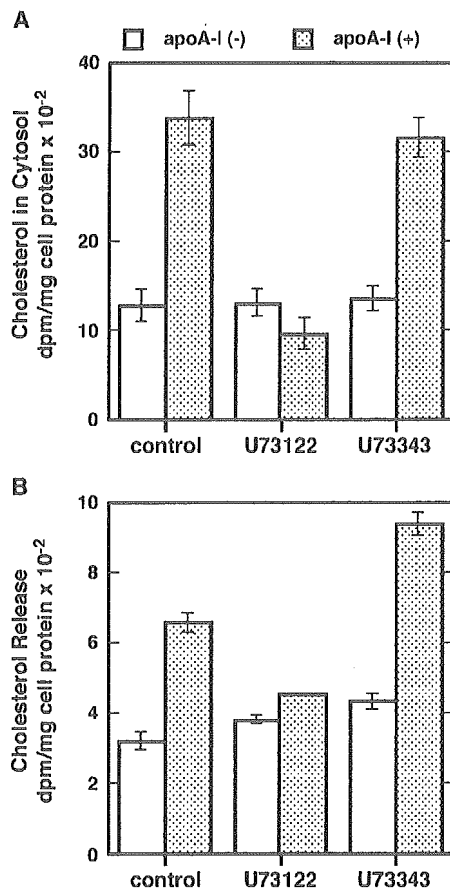 A
apoA-I (-) apoA-I (+)
Cholesterol in Cytosol
dpm/mg cell protein x 10-2
40
30
20
10
0
control U73122 U73343
B
Cholesterol Release
dpm/mg cell protein x 10-2
10
8
6
4
2
0
control U73122 U73343